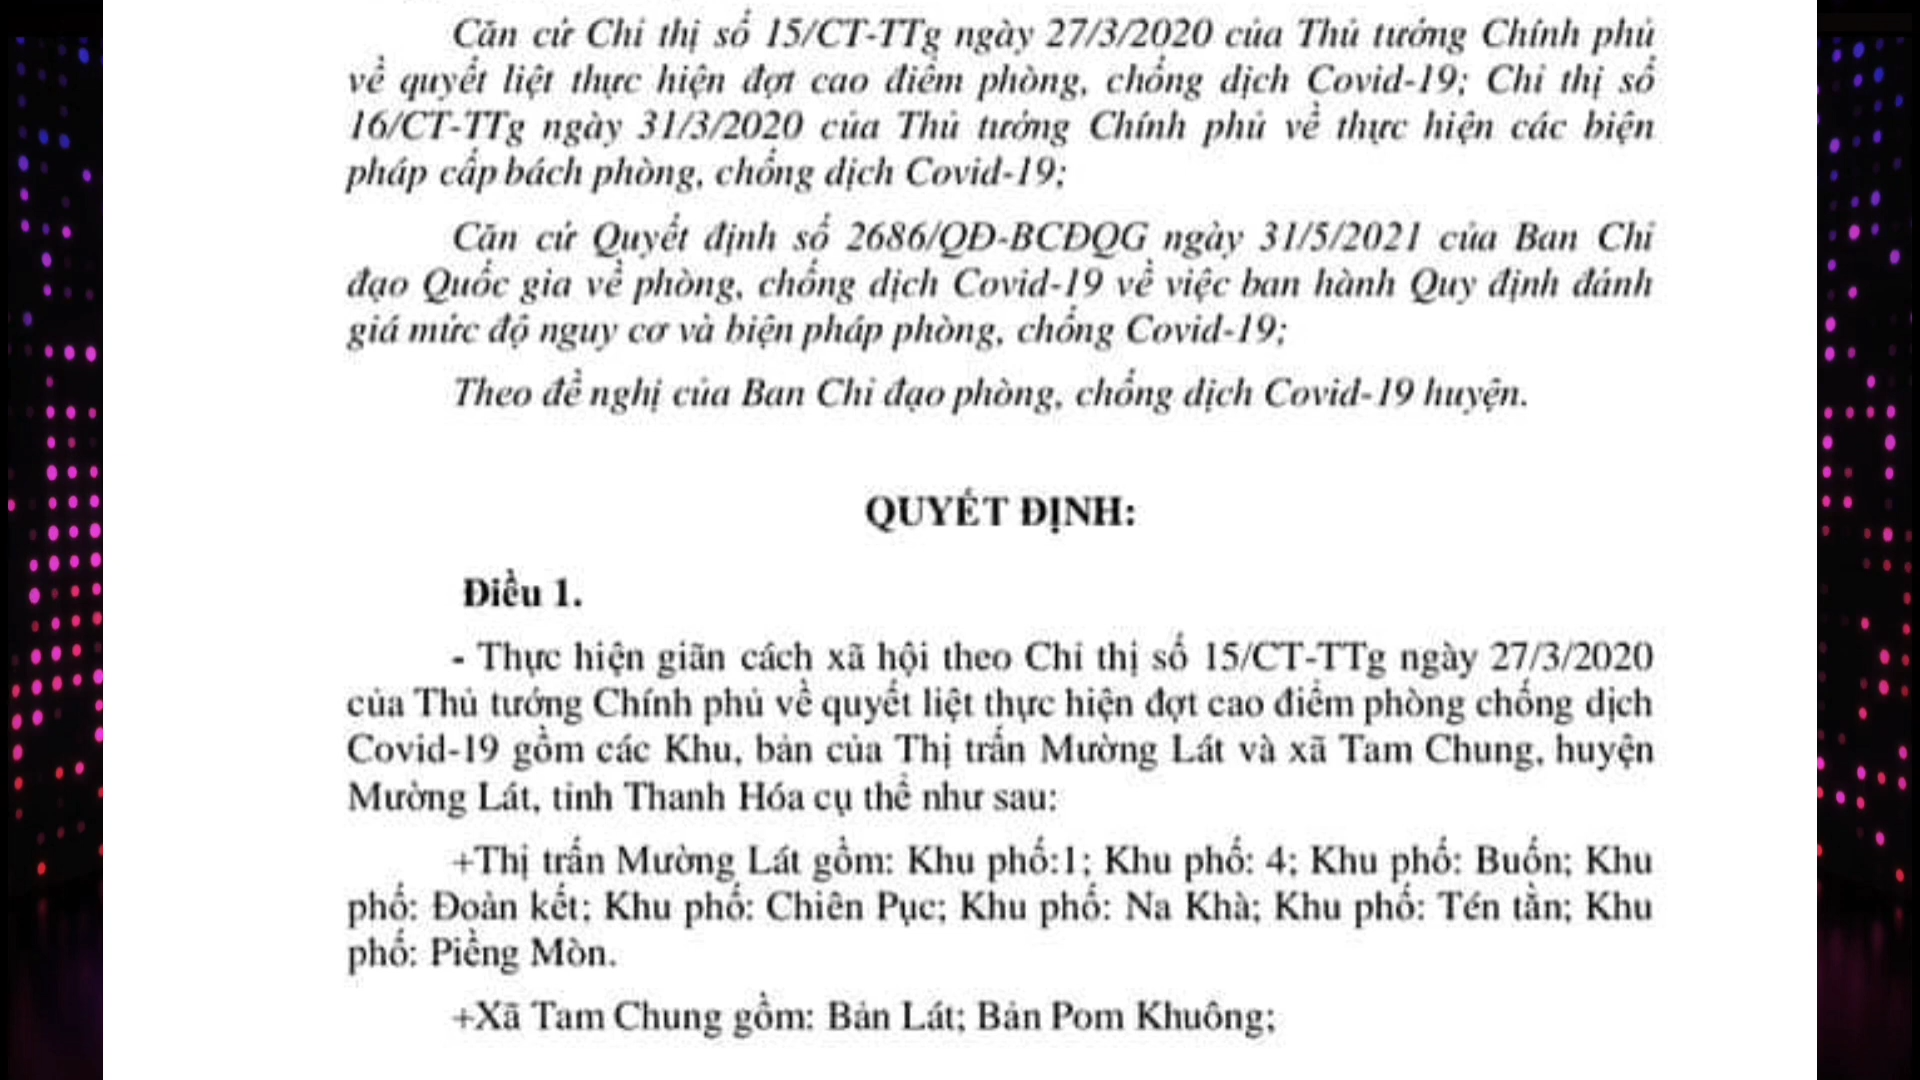 Căn cứ Chỉ thị số 15/CT-TTg ngày 27/3/2020 của Thủ tướng Chính phủ
về quyết liệt thực hiện đợt cao điểm phòng, chống dịch Covid-19; Chỉ thị số
16/CT-TTg ngày 31/3/2020 của Thủ tướng Chính phủ về thực hiện các biện
pháp cấp bách phòng, chống dịch Covid-19;
Căn cứ Quyết định số 2686/QĐ-BCĐQG ngày 31/5/2021 của Ban Chỉ
đạo Quốc gia về phòng, chống dịch Covid-19 về việc ban hành Quy định đánh
giá mức độ nguy cơ và biện pháp phòng, chống Covid-19;
Theo đề nghị của Ban Chỉ đạo phòng, chống dịch Covid-19 huyện.
QUYẾT ĐỊNH:
Điều 1.
- Thực hiện giãn cách xã hội theo Chỉ thị số 15/CT-TTg ngày 27/3/2020
của Thủ tướng Chính phủ về quyết liệt thực hiện đợt cao điểm phòng chống dịch
Covid-19 gồm các Khu, bản của Thị trấn Mường Lát và xã Tam Chung, huyện
Mường Lát, tỉnh Thanh Hóa cụ thể như sau:
+Thị trấn Mường Lát gồm: Khu phố:1; Khu phố: 4; Khu phố: Buốn; Khu
phố: Đoàn kết; Khu phố: Chiên Pục; Khu phố: Na Khà; Khu phố: Tén tằn; Khu
phố: Piềng Mòn.
+Xã Tam Chung gồm: Bản Lát; Bản Pom Khuông;